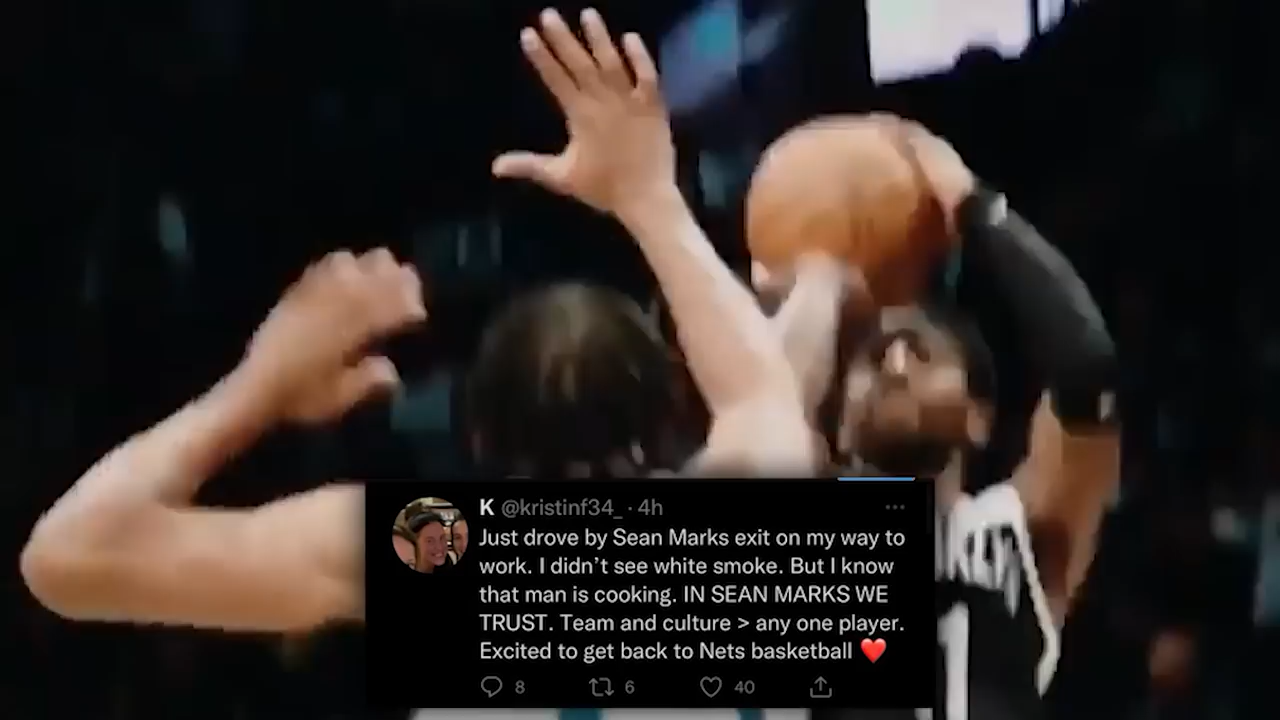 K @kristinf34_ · 4h
Just drove by Sean Marks exit on my way to
work. I didn't see white smoke. But I know
that man is cooking. IN SEAN MARKS WE
TRUST. Team and culture > any one player.
Excited to get back to Nets basketball ❤️
8 6 40